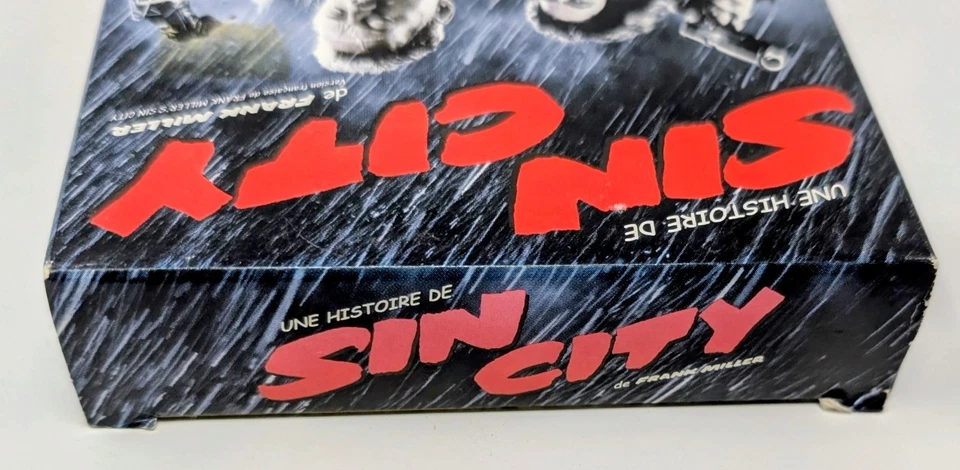 UNE HISTOIRE DE
SIN
CITY
de FRANK MILLER
Version française de FRANK MILLER'S SIN CITY
UNE HISTOIRE DE
SIN
CITY
de FRANK MILLER